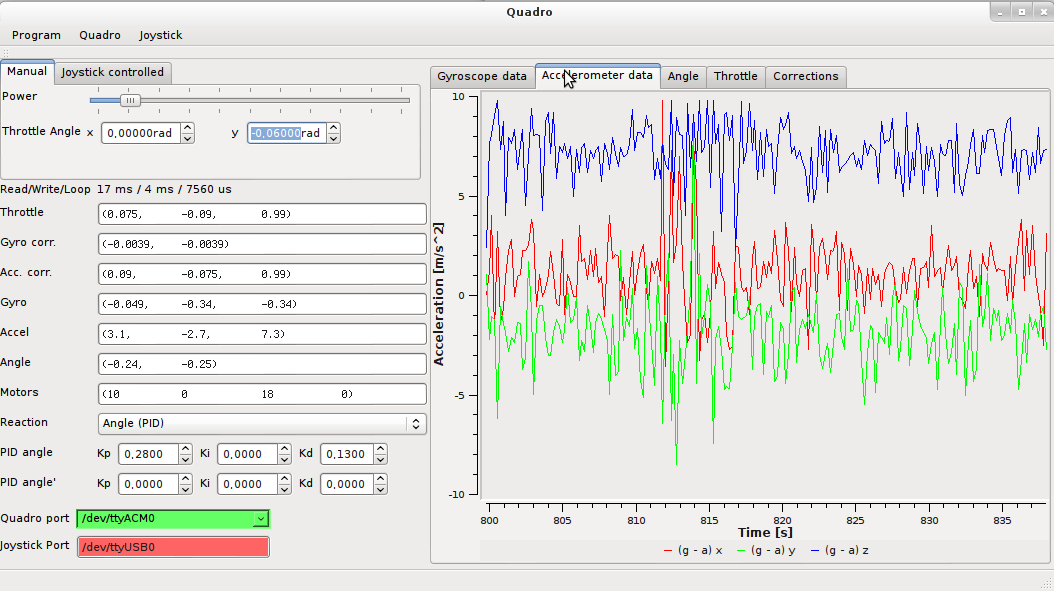 Quadro
Program Quadro Joystick
Manual Joystick controlled
Power
Throttle Angle x 0,00000rad y -0,06000rad
Read/Write/Loop 17 ms / 4 ms / 7560 us
Throttle (0.075, -0.09, 0.99)
Gyro corr. (-0.0039, -0.0039)
Acc. corr. (0.09, -0.075, 0.99)
Gyro (-0.049, -0.34, -0.34)
Accel (3.1, -2.7, 7.3)
Angle (-0.24, -0.25)
Motors (10 0 18 0)
Reaction Angle (PID)
PID angle Kp 0,2800 Ki 0,0000 Kd 0,1300
PID angle' Kp 0,0000 Ki 0,0000 Kd 0,0000
Quadro port /dev/ttyACM0
Joystick Port /dev/ttyUSB0
Gyroscope data Accelerometer data Angle Throttle Corrections
Acceleration [m/s^2]
10
5
0
-5
-10
800 805 810 815 820 825 830 835
Time [s]
(g - a) x (g - a) y (g - a) z